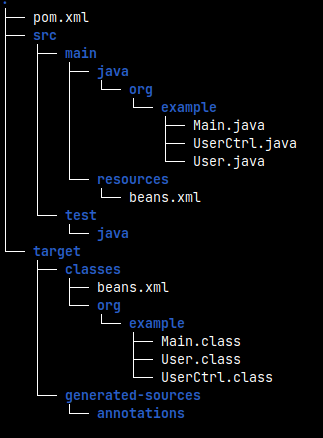 .
pom.xml
src
main
java
org
example
Main.java
UserCtrl.java
User.java
resources
beans.xml
test
java
target
classes
beans.xml
org
example
Main.class
User.class
UserCtrl.class
generated-sources
annotations